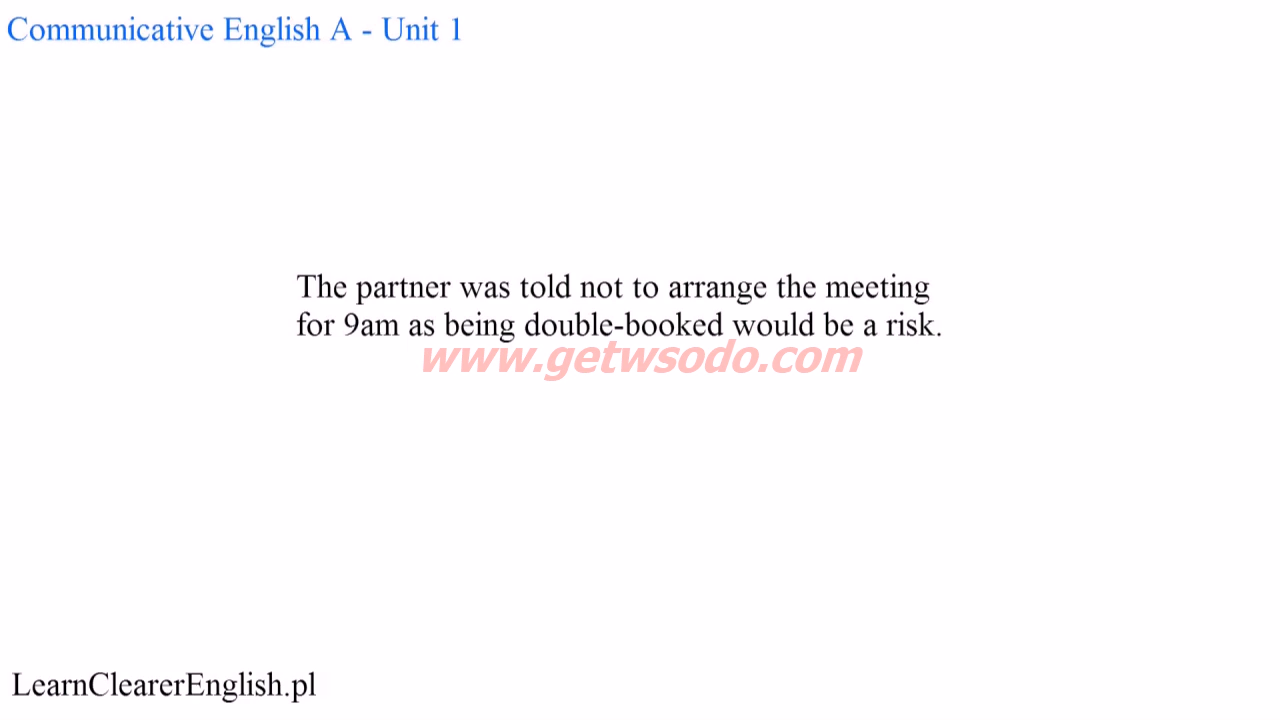 Communicative English A - Unit 1
The partner was told not to arrange the meeting
for 9am as being double-booked would be a risk.
www.getwsodo.com
LearnClearerEnglish.pl